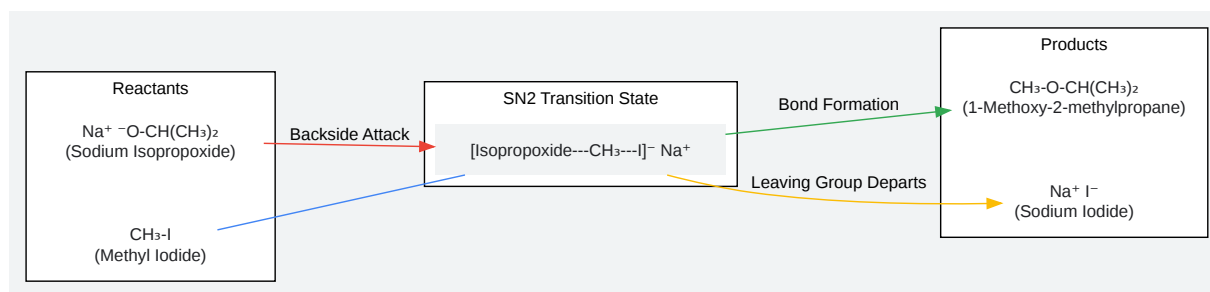 Reactants
Na⁺ ⁻O-CH(CH₃)₂
(Sodium Isopropoxide)
CH₃-I
(Methyl Iodide)
Backside Attack
SN2 Transition State
[Isopropoxide---CH₃---I]⁻ Na⁺
Bond Formation
Leaving Group Departs
Products
CH₃-O-CH(CH₃)₂
(1-Methoxy-2-methylpropane)
Na⁺ I⁻
(Sodium Iodide)